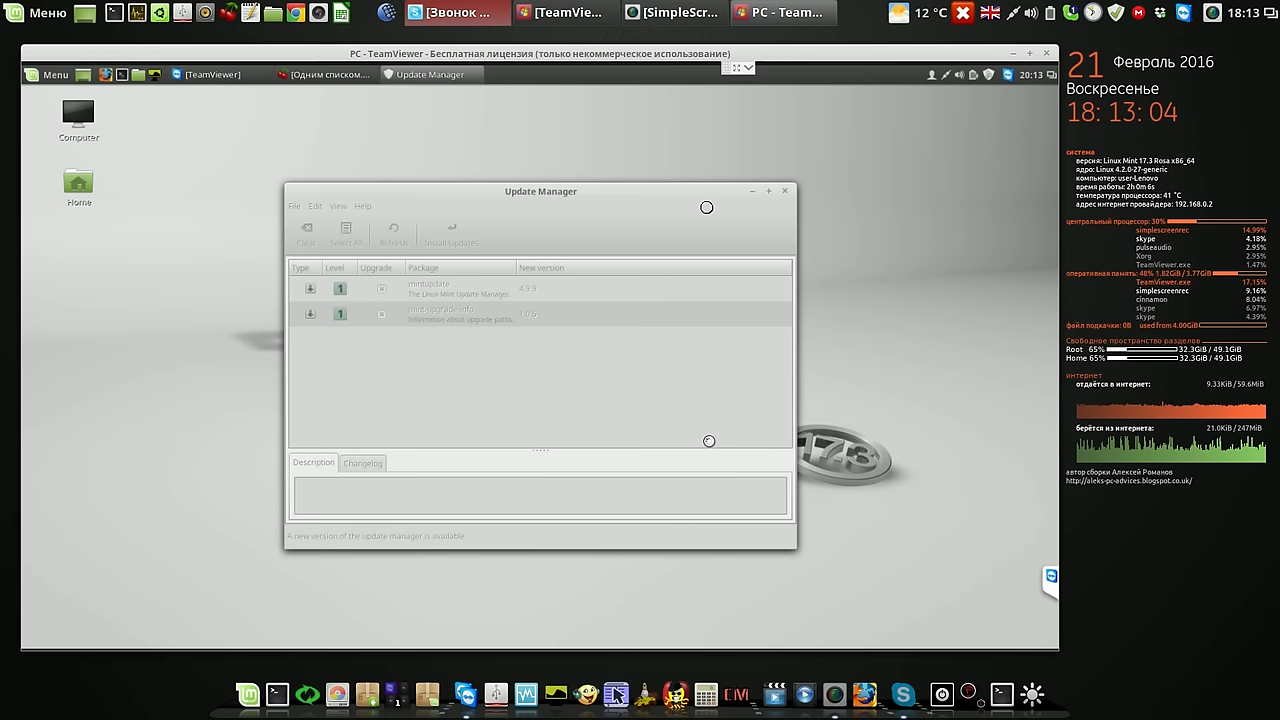 Меню
[Звонок ...
[TeamVie...
[SimpleScr...
PC - Team...
12 °C
18:13
PC - TeamViewer - Бесплатная лицензия (только некоммерческое использование)
Menu
[TeamViewer]
[Одним списком....
Update Manager
20:13
Computer
Home
Update Manager
File Edit View Help
Clear Select All Refresh Install Updates
Type Level Upgrade Package New version
1 mintupdate 4.9.9
The Linux Mint Update Manager.
1 mint-upgrade-info 1.0.5
Information about upgrade paths.
17.3
Description Changelog
A new version of the update manager is available
21 Февраль 2016
Воскресенье
18: 13: 04
система
версия: Linux Mint 17.3 Rosa x86_64
ядро: Linux 4.2.0-27-generic
компьютер: user-Lenovo
время работы: 2h 0m 6s
температура процессора: 41 °C
адрес интернет провайдера: 192.168.0.2
центральный процессор: 30%
simplescreenrec 14.99%
skype 4.18%
pulseaudio 2.95%
Xorg 2.95%
TeamViewer.exe 1.47%
оперативная память: 48% 1.82GiB / 3.77GiB
TeamViewer.exe 17.15%
simplescreenrec 9.16%
cinnamon 8.04%
skype 6.97%
skype 4.39%
файл подкачки: 0B used from 4.00GiB
Свободное пространство разделов
Root 65% 32.3GiB / 49.1GiB
Home 65% 32.3GiB / 49.1GiB
интернет
отдаётся в интернет: 9.33KiB / 59.6MiB
берётся из интернета: 21.0KiB / 247MiB
автор сборки Алексей Романов
http://aleks-pc-advices.blogspot.co.uk/